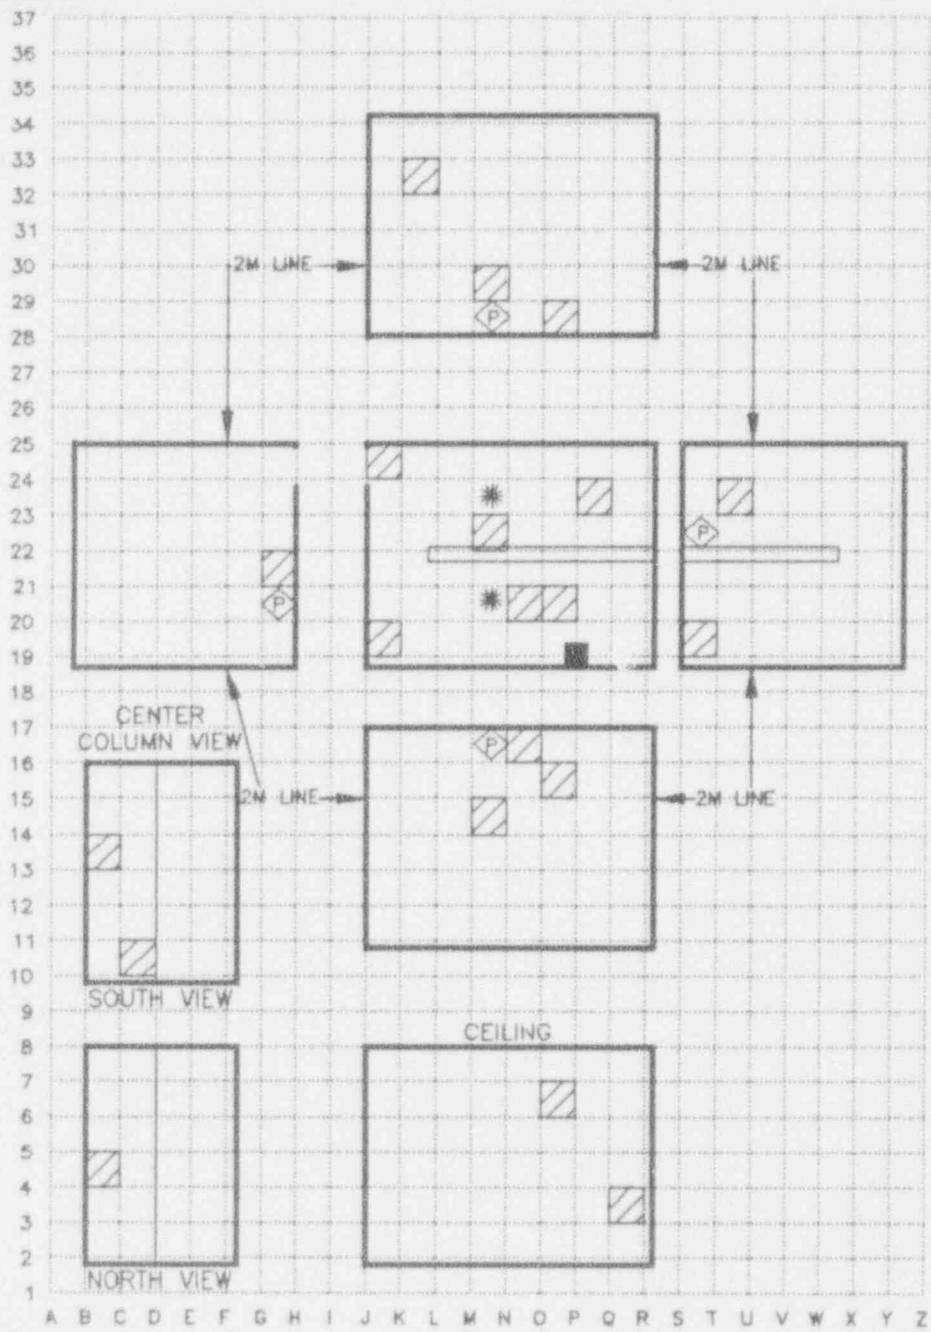 37
36
35
34
33
32
31
30 2M LINE 2M LINE
29
28 P
27
26
25
24
23
22 P
21
20 P
19
18
17 CENTER
COLUMN VIEW
16 P
15 2M LINE 2M LINE
14
13
12
11
10
SOUTH VIEW
9
CEILING
8
7
6
5
4
3
2
NORTH VIEW
1
A B C D E F G H I J K L M N O P Q R S T U V W X Y Z